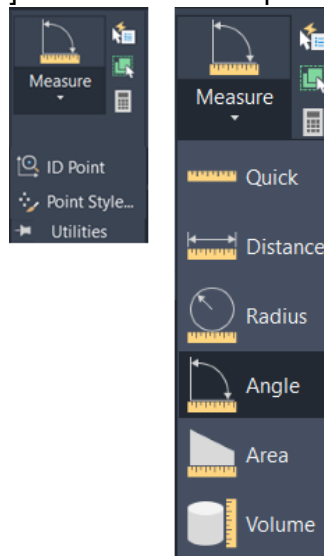 Measure
ID Point
Point Style...
Utilities
Measure
Quick
Distance
Radius
Angle
Area
Volume